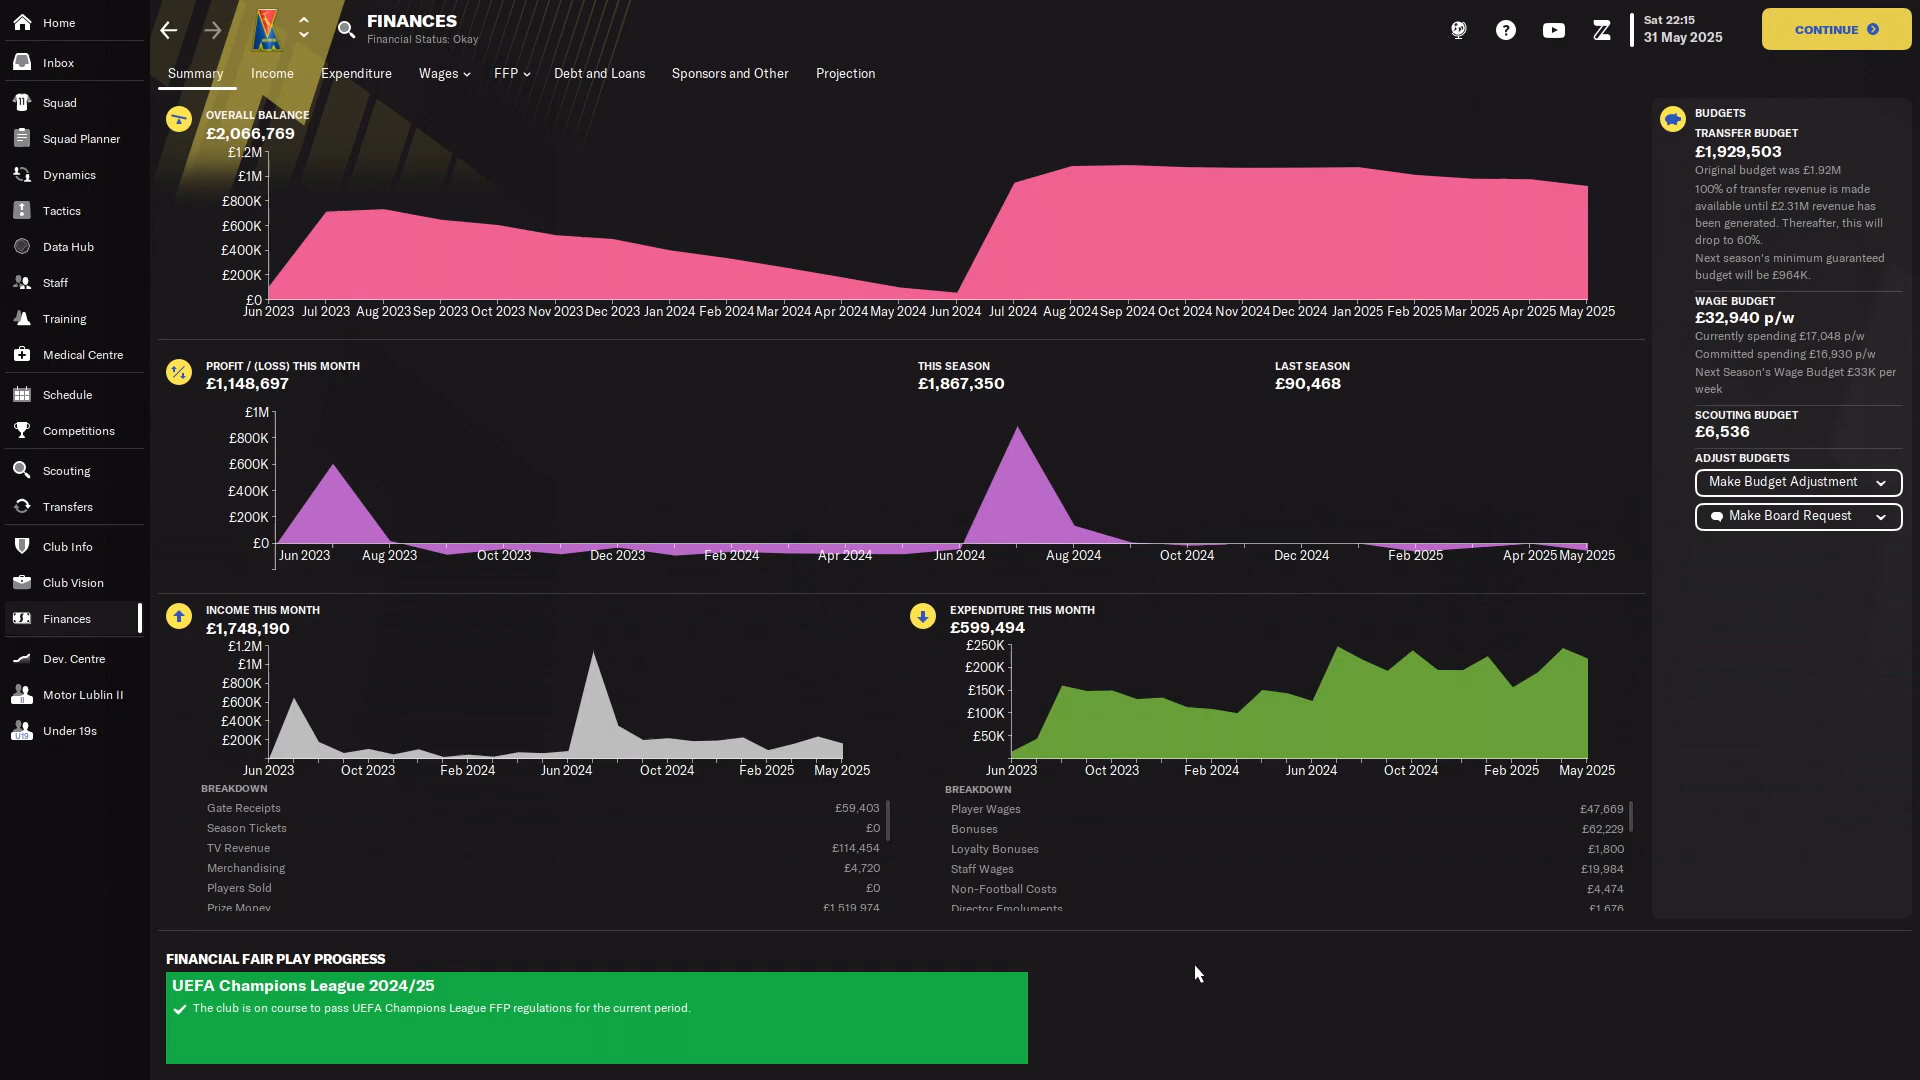 Home
Inbox
Squad
Squad Planner
Dynamics
Tactics
Data Hub
Staff
Training
Medical Centre
Schedule
Competitions
Scouting
Transfers
Club Info
Club Vision
Finances
Dev. Centre
Motor Lublin II
Under 19s
U19
FINANCES
Financial Status: Okay
Sat 22:15
31 May 2025
CONTINUE
Summary
Income
Expenditure
Wages
FFP
Debt and Loans
Sponsors and Other
Projection
OVERALL BALANCE
£2,066,769
£1.2M
£1M
£800K
£600K
£400K
£200K
£0
Jun 2023 Jul 2023 Aug 2023 Sep 2023 Oct 2023 Nov 2023 Dec 2023 Jan 2024 Feb 2024 Mar 2024 Apr 2024 May 2024 Jun 2024 Jul 2024 Aug 2024 Sep 2024 Oct 2024 Nov 2024 Dec 2024 Jan 2025 Feb 2025 Mar 2025 Apr 2025 May 2025
PROFIT / (LOSS) THIS MONTH
£1,148,697
THIS SEASON
£1,867,350
LAST SEASON
£90,468
£1M
£800K
£600K
£400K
£200K
£0
Jun 2023 Aug 2023 Oct 2023 Dec 2023 Feb 2024 Apr 2024 Jun 2024 Aug 2024 Oct 2024 Dec 2024 Feb 2025 Apr 2025 May 2025
INCOME THIS MONTH
£1,748,190
£1.2M
£1M
£800K
£600K
£400K
£200K
Jun 2023 Oct 2023 Feb 2024 Jun 2024 Oct 2024 Feb 2025 May 2025
BREAKDOWN
Gate Receipts £59,403
Season Tickets £0
TV Revenue £114,454
Merchandising £4,720
Players Sold £0
Prize Money £1,519,974
EXPENDITURE THIS MONTH
£599,494
£250K
£200K
£150K
£100K
£50K
Jun 2023 Oct 2023 Feb 2024 Jun 2024 Oct 2024 Feb 2025 May 2025
BREAKDOWN
Player Wages £47,669
Bonuses £62,229
Loyalty Bonuses £1,800
Staff Wages £19,984
Non-Football Costs £4,474
Director Emoluments £1,676
FINANCIAL FAIR PLAY PROGRESS
UEFA Champions League 2024/25
The club is on course to pass UEFA Champions League FFP regulations for the current period.
BUDGETS
TRANSFER BUDGET
£1,929,503
Original budget was £1.92M
100% of transfer revenue is made
available until £2.31M revenue has
been generated. Thereafter, this will
drop to 60%.
Next season's minimum guaranteed
budget will be £964K.
WAGE BUDGET
£32,940 p/w
Currently spending £17,048 p/w
Committed spending £16,930 p/w
Next Season's Wage Budget £33K per
week
SCOUTING BUDGET
£6,536
ADJUST BUDGETS
Make Budget Adjustment
Make Board Request